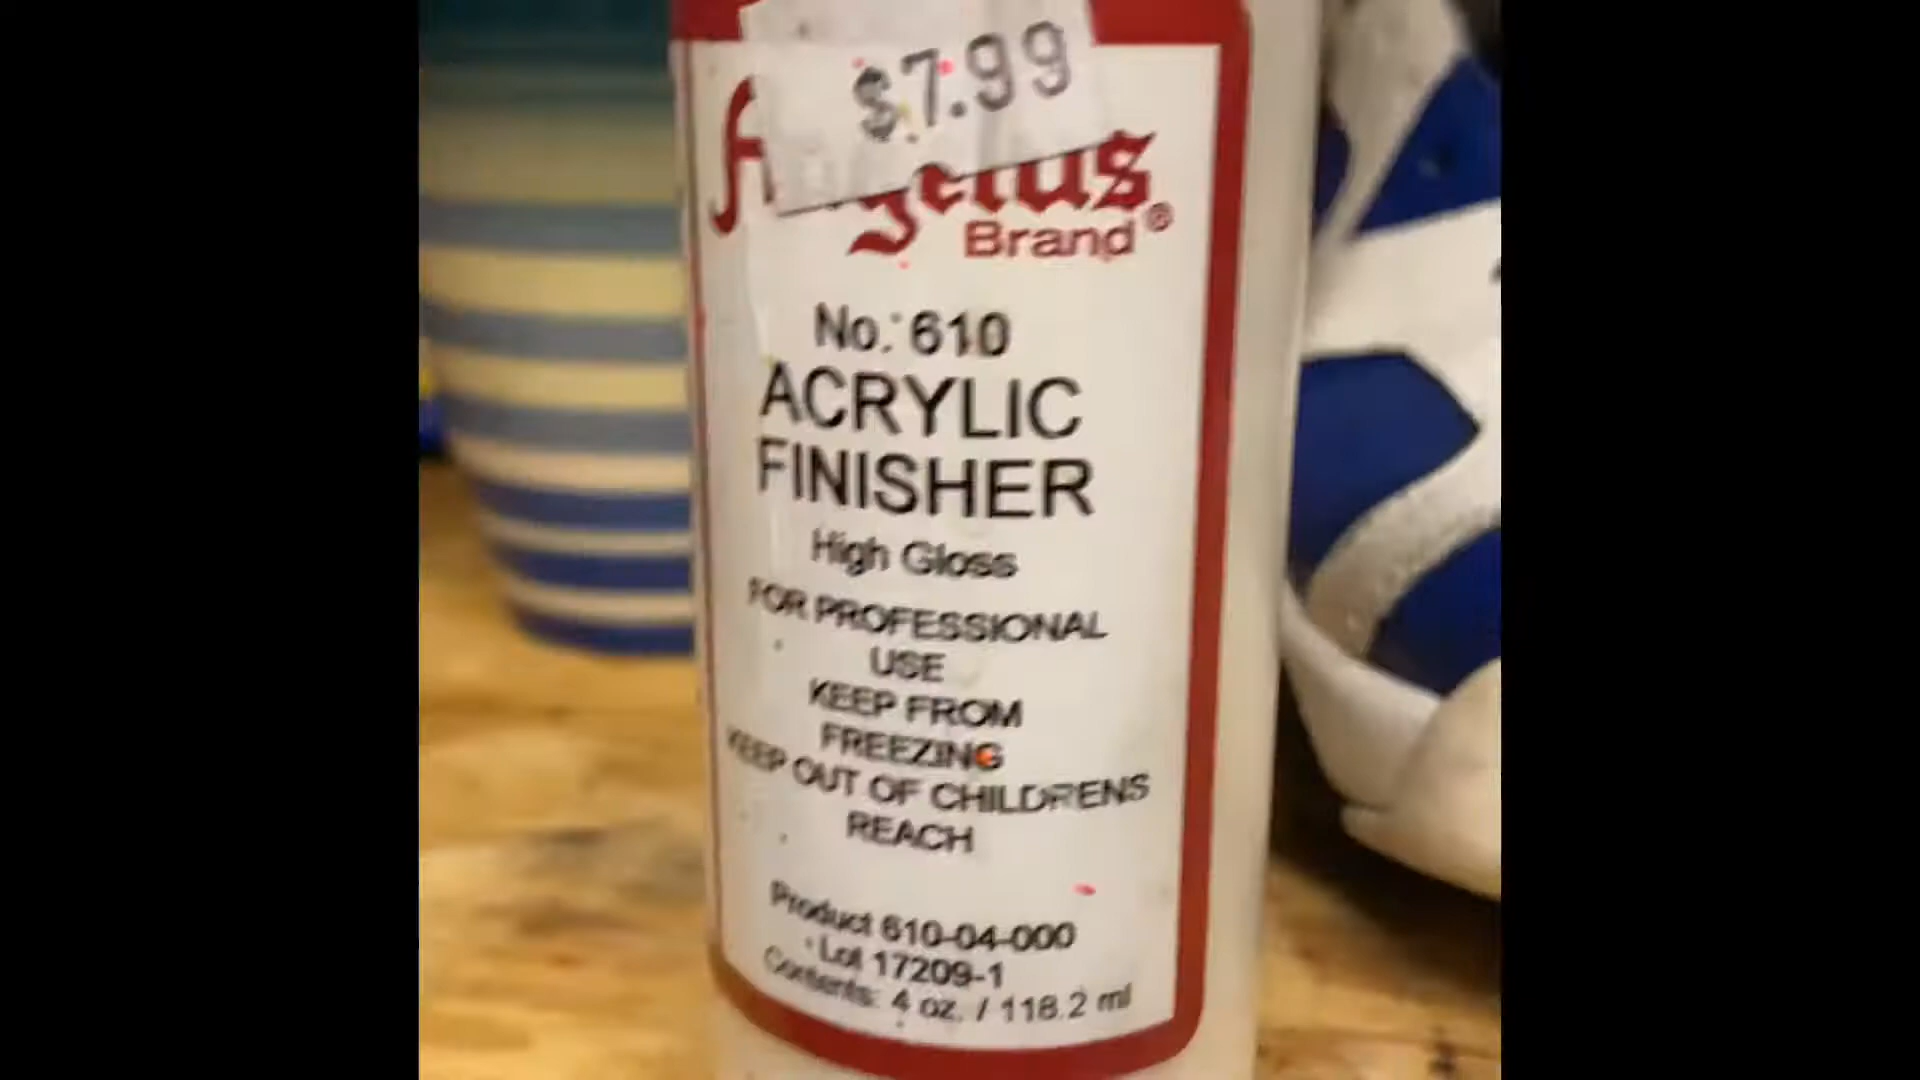 $7.99
Angelus
Brand®
No. 610
ACRYLIC
FINISHER
High Gloss
FOR PROFESSIONAL
USE
KEEP FROM
FREEZING
KEEP OUT OF CHILDRENS
REACH
Product 610-04-000
Lot 17209-1
Contents: 4 oz. / 118.2 ml